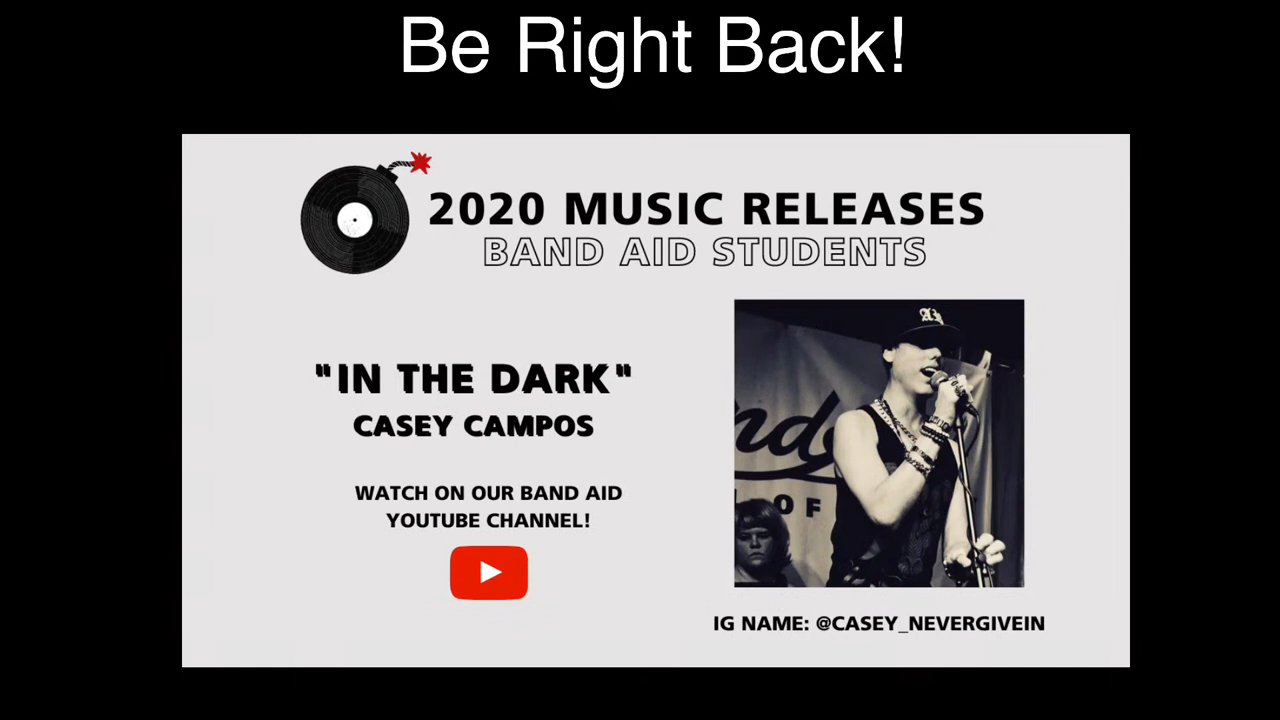 Be Right Back!
2020 MUSIC RELEASES
BAND AID STUDENTS
"IN THE DARK"
CASEY CAMPOS
WATCH ON OUR BAND AID
YOUTUBE CHANNEL!
OF
IG NAME: @CASEY_NEVERGIVEIN